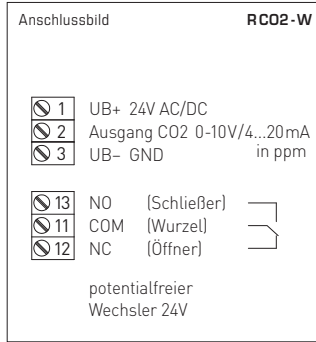 Anschlussbild RCO2-W
1 UB+ 24V AC/DC
2 Ausgang CO2 0-10V/4...20mA
3 UB– GND in ppm
13 NO (Schließer)
11 COM (Wurzel)
12 NC (Öffner)
potentialfreier
Wechsler 24V